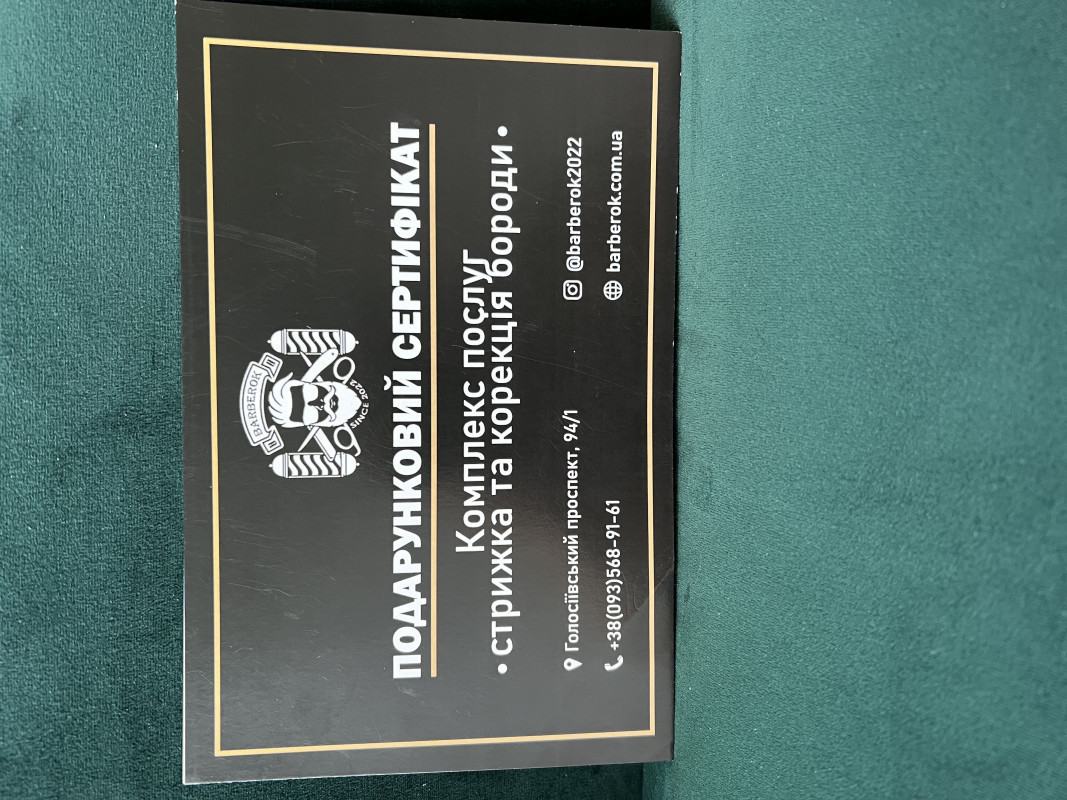 BARBEROK
SINCE 2022
ПОДАРУНКОВИЙ СЕРТИФІКАТ
Комплекс послуг
•стрижка та корекція бороди•
Голосіївський проспект, 94/1
@barberok2022
+38(093)568-91-61
barberok.com.ua